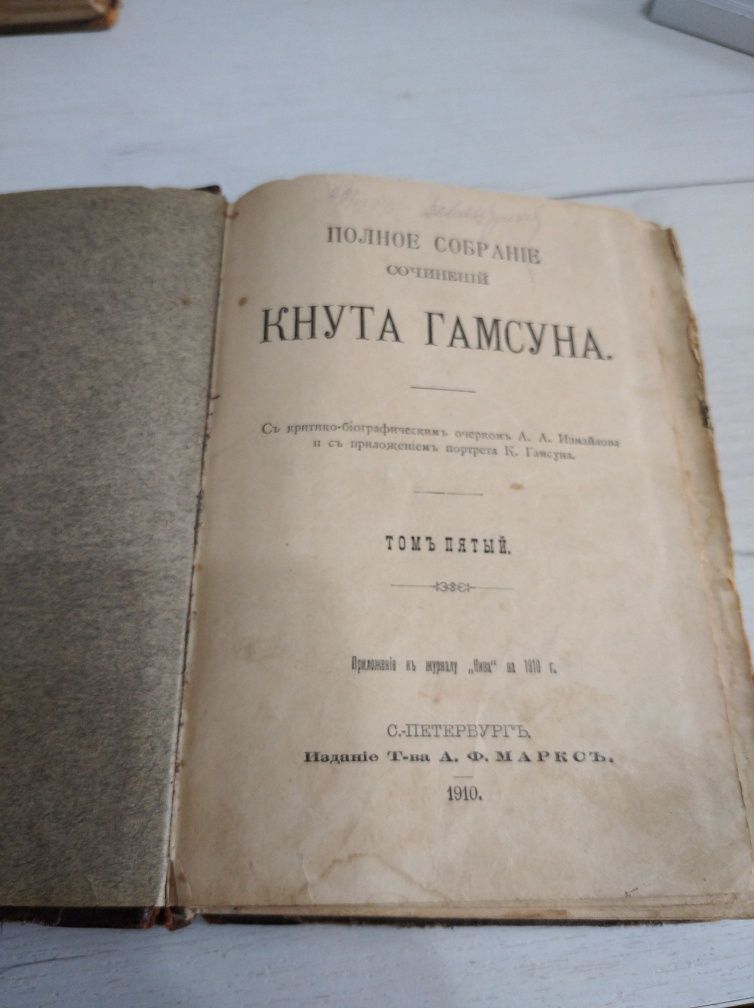 ПОЛНОЕ СОБРАНІЕ
СОЧИНЕНІЙ
КНУТА ГАМСУНА.
Съ критико-біографическимъ очеркомъ А. А. Измайлова
и съ приложеніемъ портрета К. Гамсуна.
ТОМЪ ПЯТЫЙ.
Приложеніе къ журналу „Нива“ на 1910 г.
С.-ПЕТЕРБУРГЪ.
Изданіе Т-ва А. Ф. МАРКСЪ.
1910.